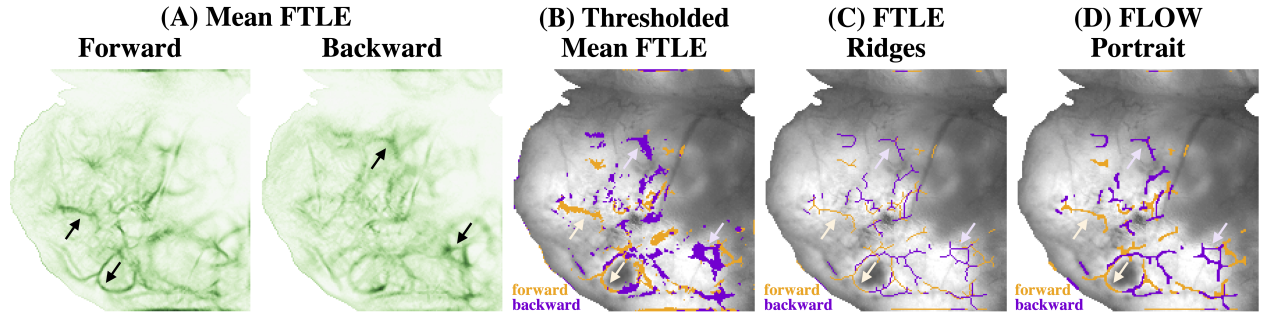 (A) Mean FTLE
Forward
Backward
(B) Thresholded
Mean FTLE
(C) FTLE
Ridges
(D) FLOW
Portrait
forward
backward
forward
backward
forward
backward